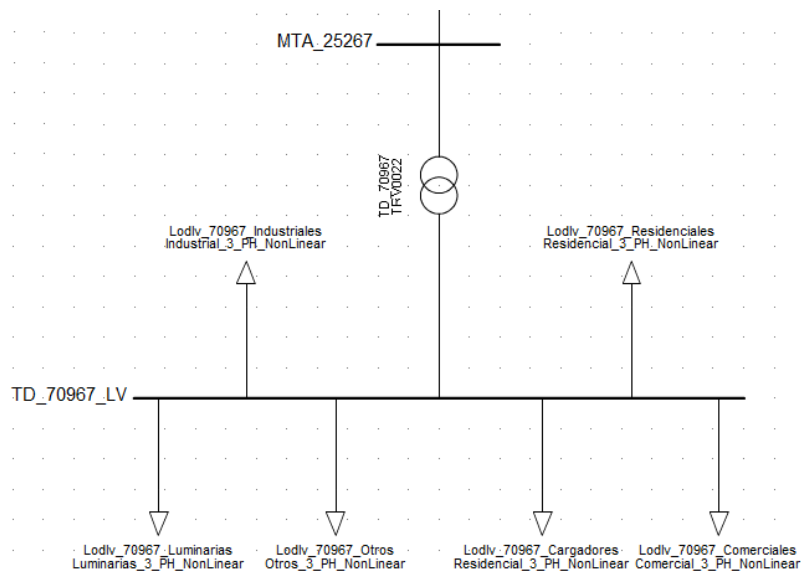 MTA_25267
TD_70967
TRV0022
Lodlv_70967_Industriales
Industrial_3_PH_NonLinear
Lodlv_70967_Residenciales
Residencial_3_PH_NonLinear
TD_70967_LV
Lodlv_70967_Luminarias
Luminarias_3_PH_NonLinear
Lodlv_70967_Otros
Otros_3_PH_NonLinear
Lodlv_70967_Cargadores
Residencial_3_PH_NonLinear
Lodlv_70967_Comerciales
Comercial_3_PH_NonLinear